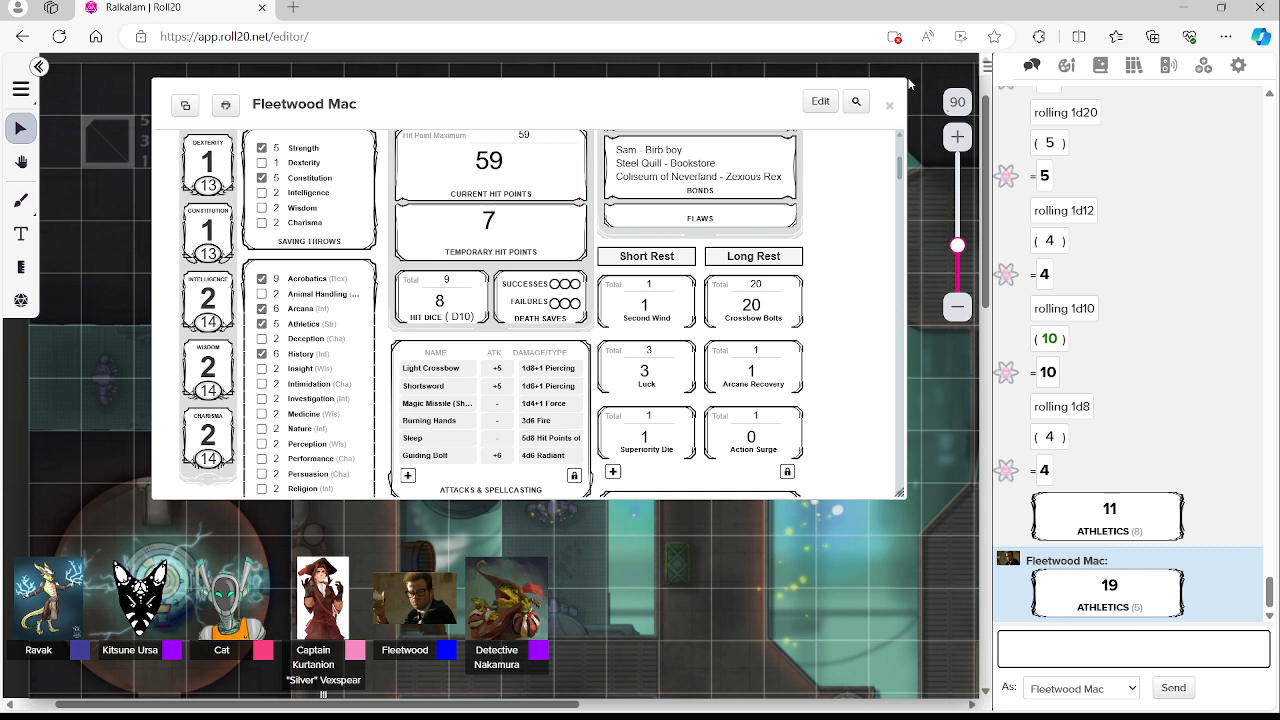 Raikalam | Roll20
https://app.roll20.net/editor/
Fleetwood Mac
Edit
90
DEXTERITY
1
13
CONSTITUTION
1
13
INTELLIGENCE
2
14
WISDOM
2
14
CHARISMA
2
14
5 Strength
1 Dexterity
5 Constitution
2 Intelligence
2 Wisdom
2 Charisma
SAVING THROWS
9 Acrobatics (Dex)
2 Animal Handling (...
6 Arcana (Int)
5 Athletics (Str)
2 Deception (Cha)
6 History (Int)
2 Insight (Wis)
2 Intimidation (Cha)
2 Investigation (Int)
2 Medicine (Wis)
2 Nature (Int)
2 Perception (Wis)
2 Performance (Cha)
2 Persuasion (Cha)
2 Religion (Int)
Hit Point Maximum 59
59
CURRENT HIT POINTS
7
TEMPORARY HIT POINTS
Total 9
8
HIT DICE ( D10)
SUCCESSES
FAILURES
DEATH SAVES
NAME ATK DAMAGE/TYPE
Light Crossbow +5 1d8+1 Piercing
Shortsword +5 1d6+1 Piercing
Magic Missile (Sh... - 1d4+1 Force
Burning Hands - 3d6 Fire
Sleep - 5d8 Hit Points of
Guiding Bolt +6 4d6 Radiant
ATTACKS & SPELLCASTING
Sam - Birb boy
Steel Quill - Bookstore
Coliseum of Neverland - Zexious Rex
BONDS
FLAWS
Short Rest Long Rest
Total 1
1
Second Wind
Total 20
20
Crossbow Bolts
Total 3
3
Luck
Total 1
1
Arcane Recovery
Total 1
1
Superiority Die
Total 1
0
Action Surge
rolling 1d20
( 5 )
= 5
rolling 1d12
( 4 )
= 4
rolling 1d10
( 10 )
= 10
rolling 1d8
( 4 )
= 4
11
ATHLETICS (8)
Fleetwood Mac:
19
ATHLETICS (5)
As: Fleetwood Mac Send
Ravak
Kitsune Ursa
Cat
Captain
Kurtanion
"Silver" Vexspear
III
Fleetwood
Detective
Nakamura